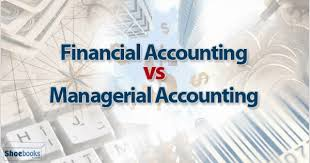 Financial Accounting
vs
Managerial Accounting
Shoebooks